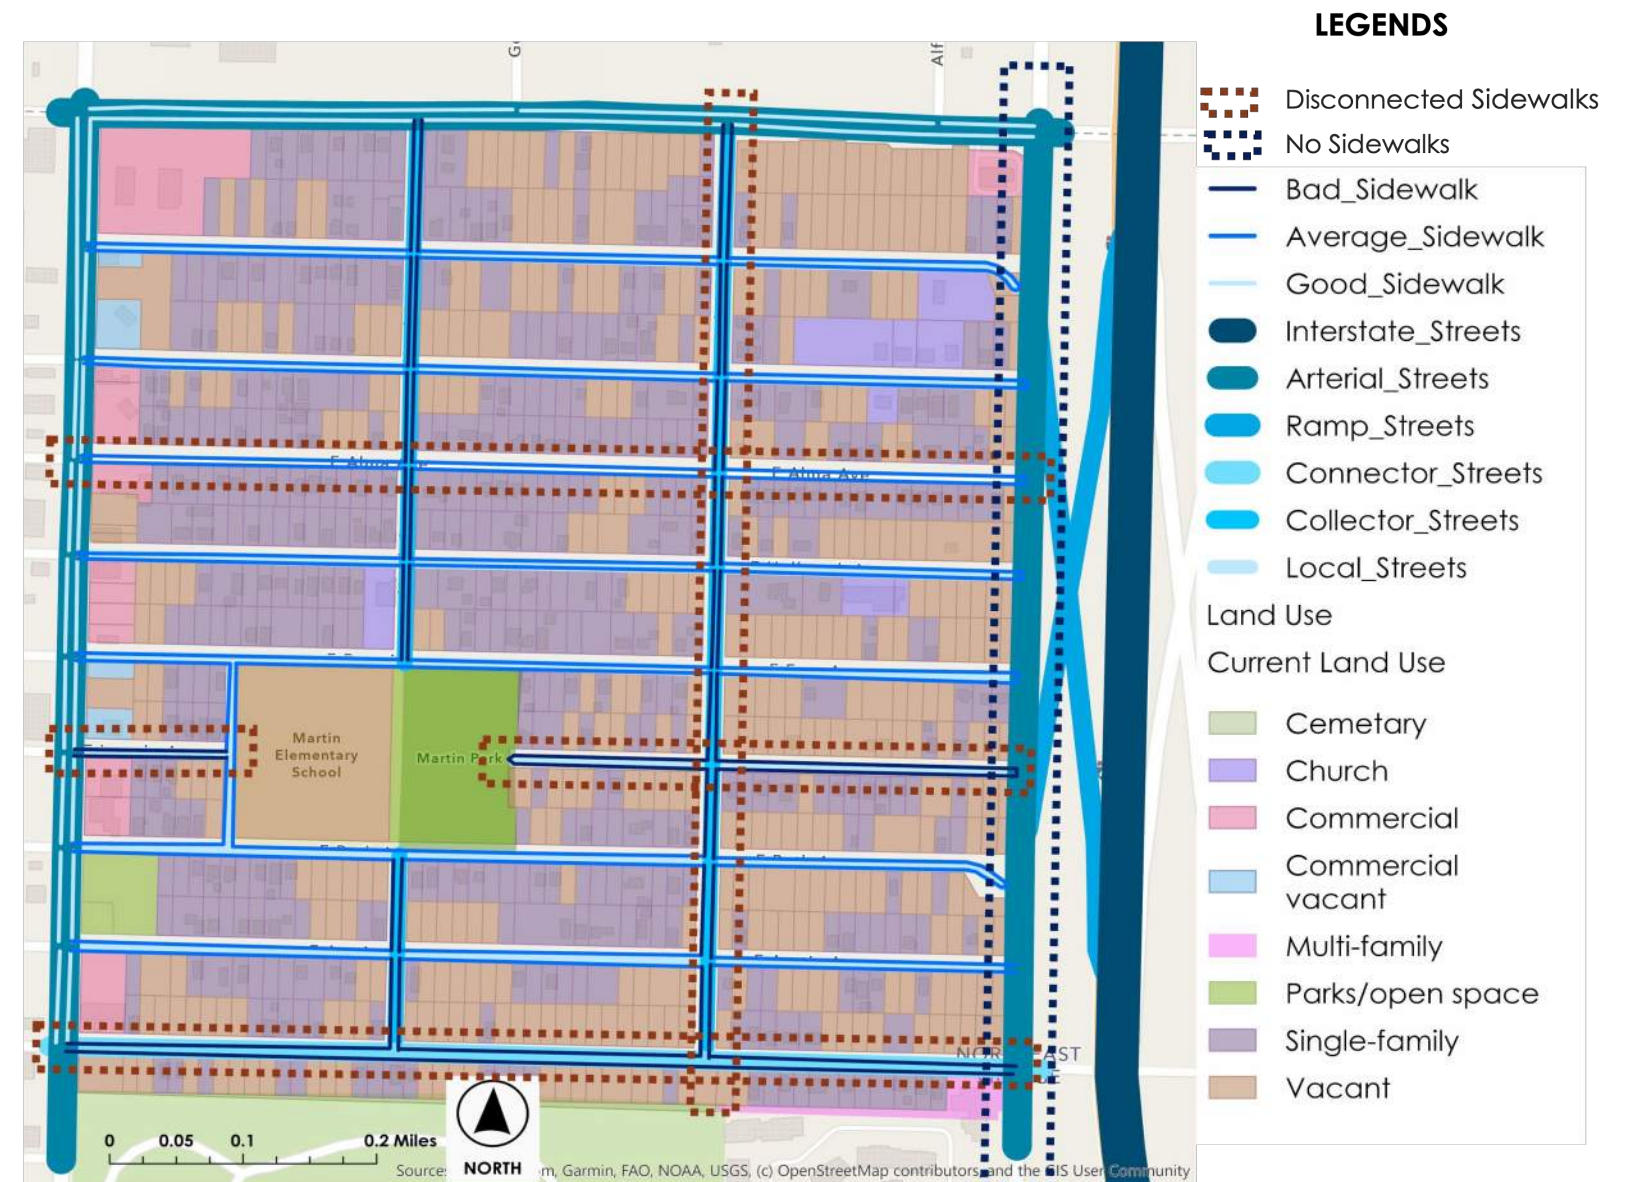 LEGENDS
Disconnected Sidewalks
No Sidewalks
Bad_Sidewalk
Average_Sidewalk
Good_Sidewalk
Interstate_Streets
Arterial_Streets
Ramp_Streets
Connector_Streets
Collector_Streets
Local_Streets
Land Use
Current Land Use
Cemetary
Church
Commercial
Commercial
vacant
Multi-family
Parks/open space
Single-family
Vacant
Alf
E Alma Ave
E Alma Ave
Martin
Elementary
School
Martin Park
0 0.05 0.1 0.2 Miles
NORTH
Sources: m, Garmin, FAO, NOAA, USGS, (c) OpenStreetMap contributors, and the GIS User Community